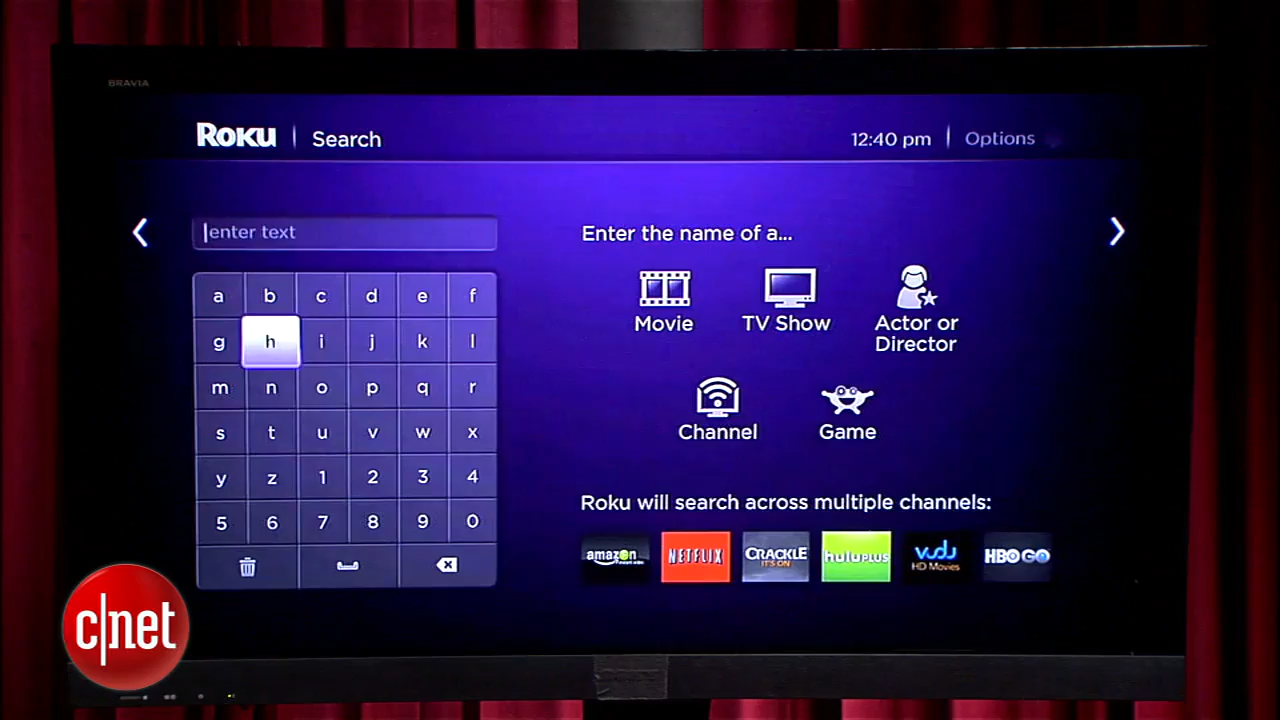 BRAVIA
Roku | Search
12:40 pm | Options
enter text
a b c d e f
g h i j k l
m n o p q r
s t u v w x
y z 1 2 3 4
5 6 7 8 9 0
Enter the name of a...
Movie
TV Show
Actor or
Director
Channel
Game
Roku will search across multiple channels:
amazon
NETFLIX
CRACKLE
IT'S ON
huluPLUS
vudu
HD Movies
HBO GO
c|net